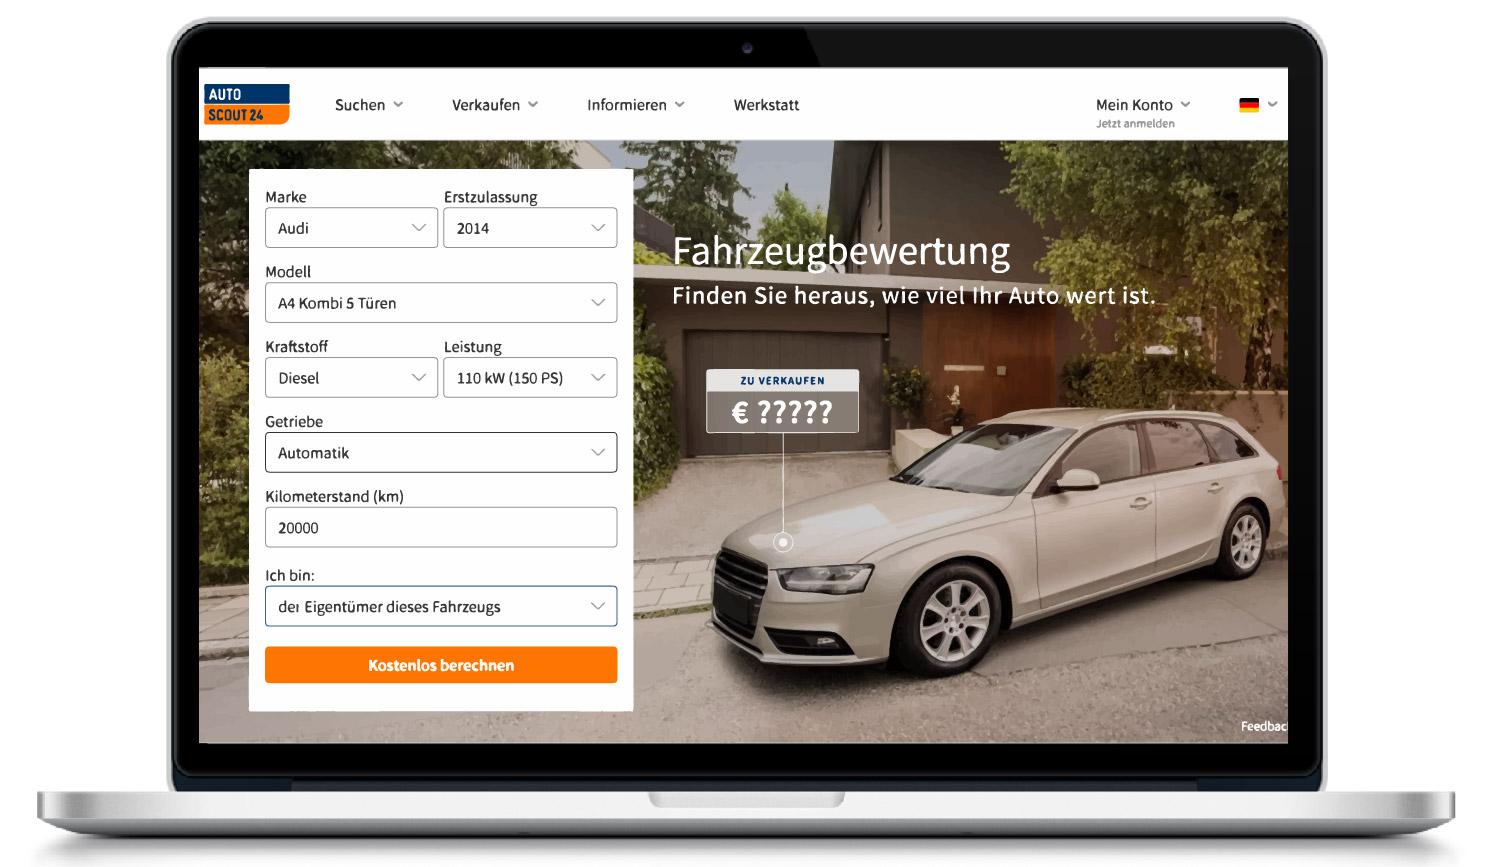 AUTO
SCOUT 24
Suchen
Verkaufen
Informieren
Werkstatt
Mein Konto
Jetzt anmelden
Marke
Erstzulassung
Audi
2014
Modell
A4 Kombi 5 Türen
Kraftstoff
Leistung
Diesel
110 kW (150 PS)
Getriebe
Automatik
Kilometerstand (km)
20000
Ich bin:
der Eigentümer dieses Fahrzeugs
Kostenlos berechnen
Fahrzeugbewertung
Finden Sie heraus, wie viel Ihr Auto wert ist.
ZU VERKAUFEN
€ ?????
Feedbac